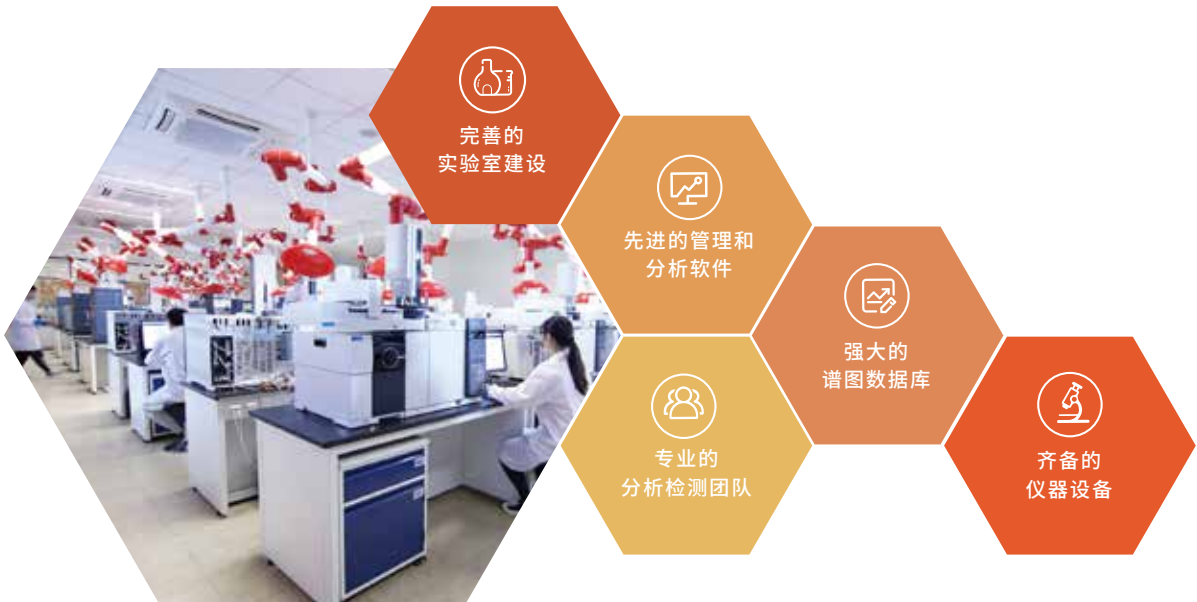 完善的
实验室建设
先进的管理和
分析软件
强大的
谱图数据库
专业的
分析检测团队
齐备的
仪器设备